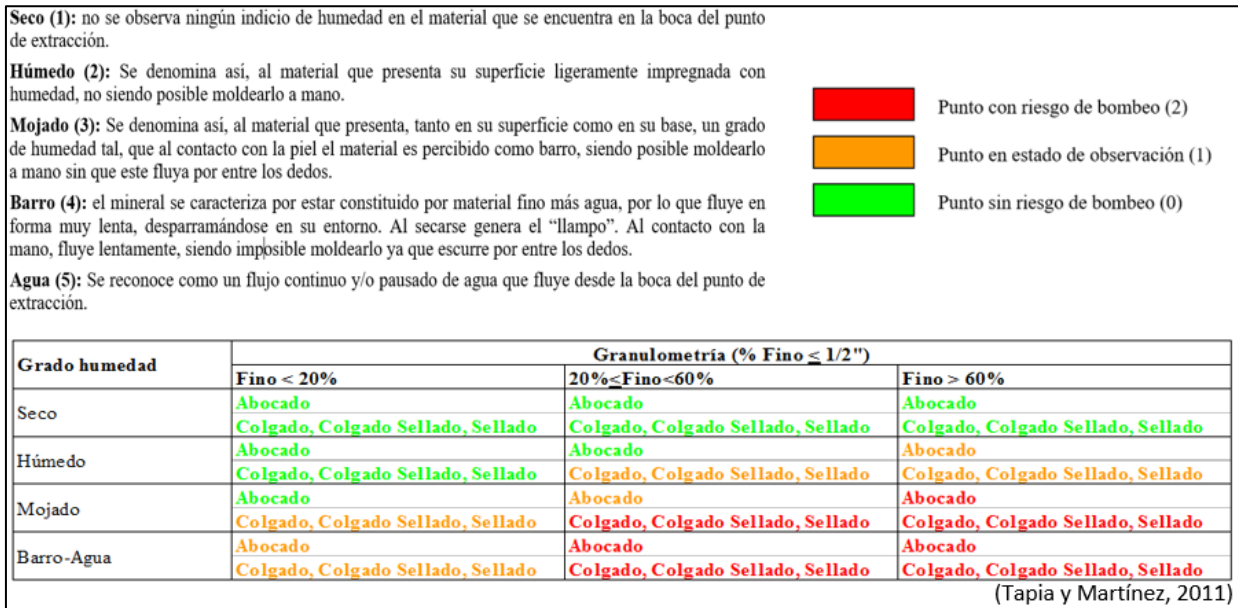 Seco (1): no se observa ningún indicio de humedad en el material que se encuentra en la boca del punto
de extracción.
Húmedo (2): Se denomina así, al material que presenta su superficie ligeramente impregnada con
humedad, no siendo posible moldearlo a mano.
Mojado (3): Se denomina así, al material que presenta, tanto en su superficie como en su base, un grado
de humedad tal, que al contacto con la piel el material es percibido como barro, siendo posible moldearlo
a mano sin que este fluya por entre los dedos.
Barro (4): el mineral se caracteriza por estar constituido por material fino más agua, por lo que fluye en
forma muy lenta, desparramándose en su entorno. Al secarse genera el “llampo”. Al contacto con la
mano, fluye lentamente, siendo imposible moldearlo ya que escurre por entre los dedos.
Agua (5): Se reconoce como un flujo continuo y/o pausado de agua que fluye desde la boca del punto de
extracción.
Punto con riesgo de bombeo (2)
Punto en estado de observación (1)
Punto sin riesgo de bombeo (0)
Grado humedad
Granulometría (% Fino ≤ 1/2")
Fino < 20%
20%≤Fino<60%
Fino > 60%
Seco
Abocado
Abocado
Abocado
Colgado, Colgado Sellado, Sellado
Colgado, Colgado Sellado, Sellado
Colgado, Colgado Sellado, Sellado
Húmedo
Abocado
Abocado
Abocado
Colgado, Colgado Sellado, Sellado
Colgado, Colgado Sellado, Sellado
Colgado, Colgado Sellado, Sellado
Mojado
Abocado
Abocado
Abocado
Colgado, Colgado Sellado, Sellado
Colgado, Colgado Sellado, Sellado
Colgado, Colgado Sellado, Sellado
Barro-Agua
Abocado
Abocado
Abocado
Colgado, Colgado Sellado, Sellado
Colgado, Colgado Sellado, Sellado
Colgado, Colgado Sellado, Sellado
(Tapia y Martínez, 2011)